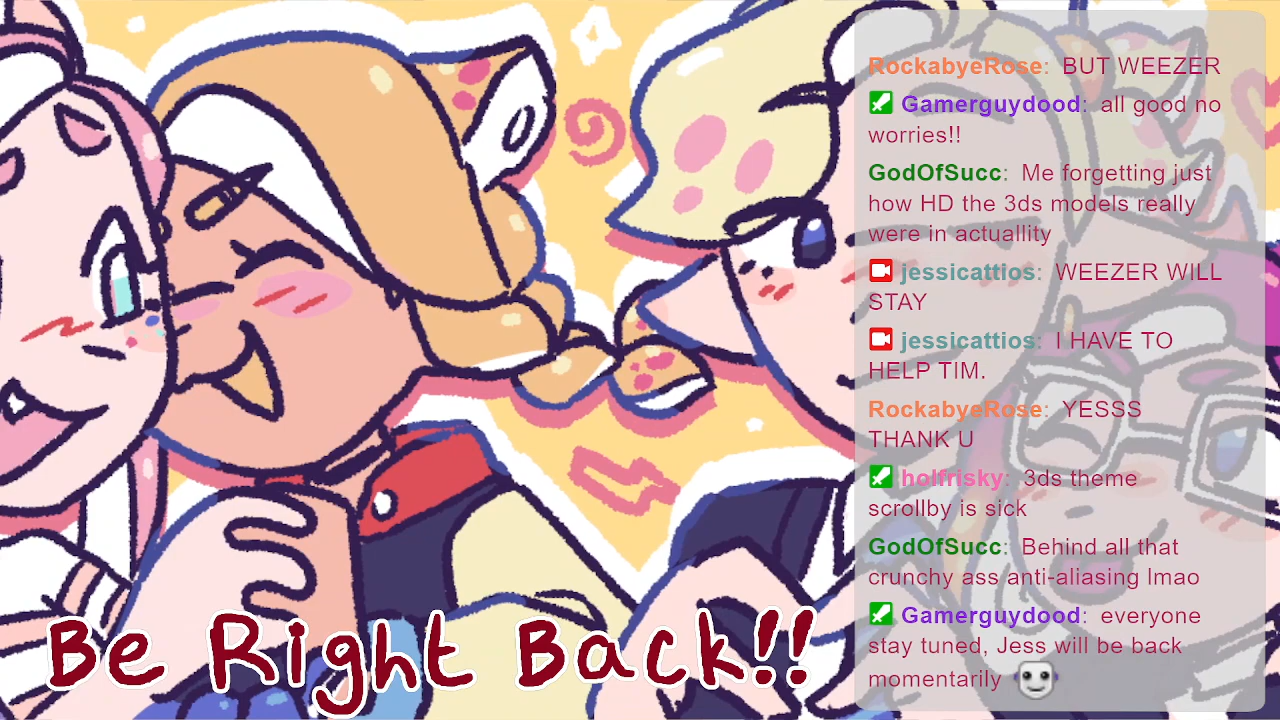 RockabyeRose: BUT WEEZER
Gamerguydood: all good no
worries!!
GodOfSucc: Me forgetting just
how HD the 3ds models really
were in actuallity
jessicattios: WEEZER WILL
STAY
jessicattios: I HAVE TO
HELP TIM.
RockabyeRose: YESSS
THANK U
holfrisky: 3ds theme
scrollby is sick
GodOfSucc: Behind all that
crunchy ass anti-aliasing lmao
Gamerguydood: everyone
stay tuned, Jess will be back
momentarily
Be Right Back!!